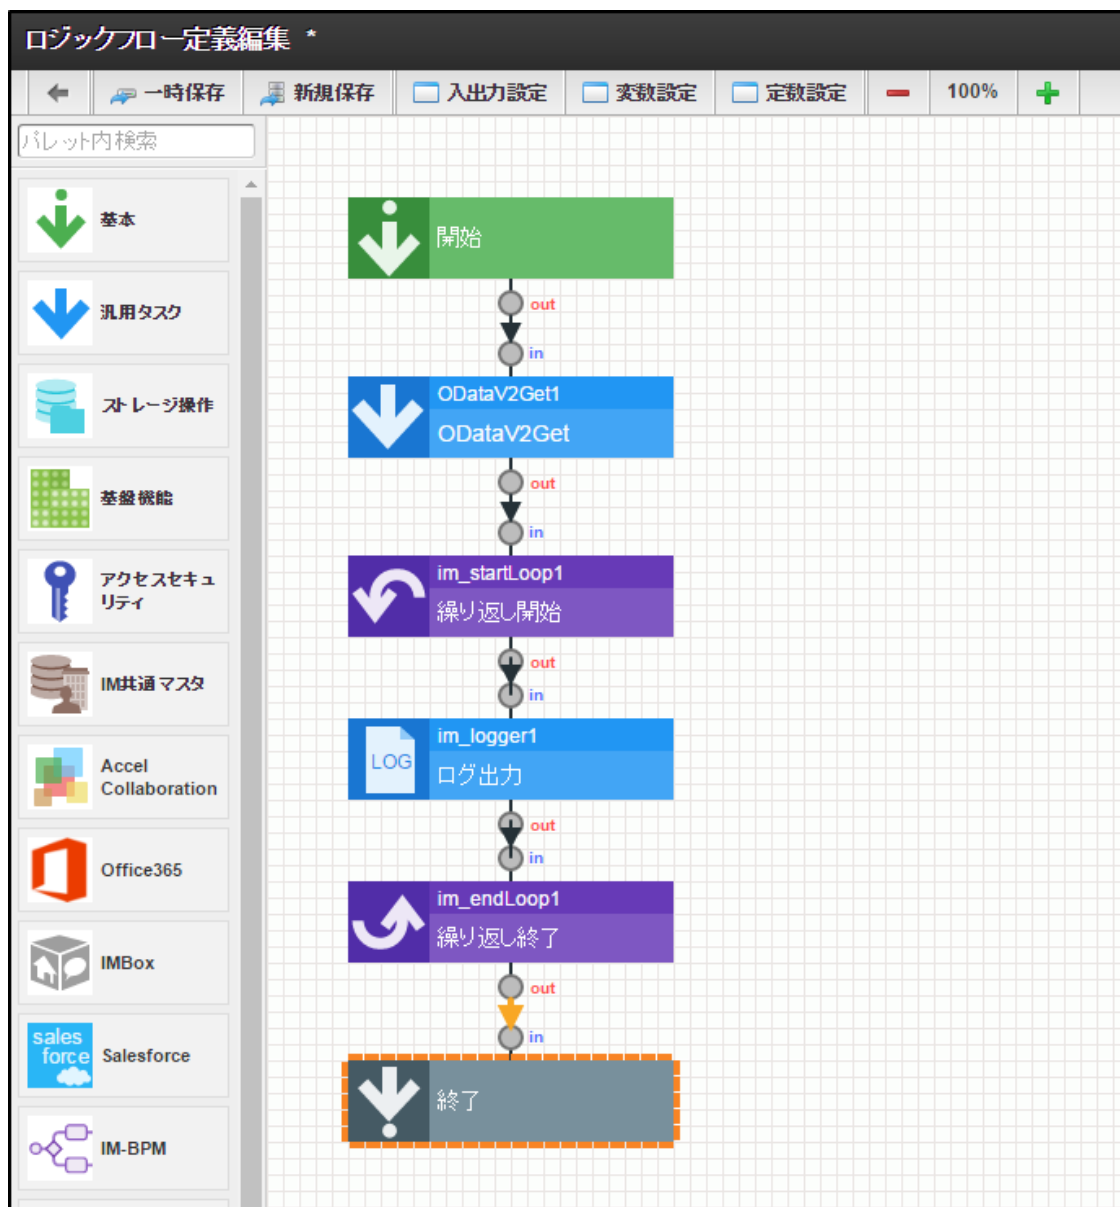 ロジックフロー定義編集 *
一時保存 新規保存 入出力設定 変数設定 定数設定 100%
パレット内検索
基本
汎用タスク
ストレージ操作
基盤機能
アクセスセキュ
リティ
IM共通マスタ
Accel
Collaboration
Office365
IMBox
sales
force
Salesforce
IM-BPM
開始
out
in
ODataV2Get1
ODataV2Get
out
in
im_startLoop1
繰り返し開始
out
in
im_logger1
LOG
ログ出力
out
in
im_endLoop1
繰り返し終了
out
in
終了